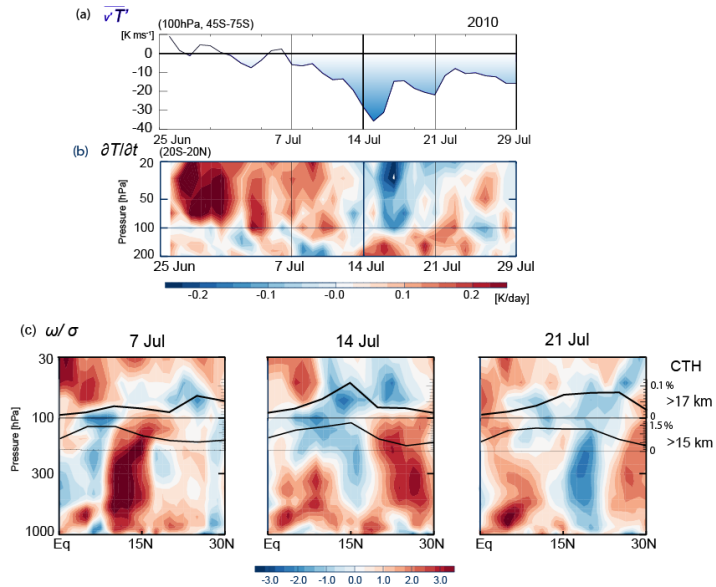 (a) v'T' (100hPa, 45S-75S) 2010
[K ms⁻¹]
0
-10
-20
-30
-40
25 Jun 7 Jul 14 Jul 21 Jul 29 Jul
(b) ∂T/∂t (20S-20N)
Pressure [hPa]
20
50
100
200
25 Jun 7 Jul 14 Jul 21 Jul 29 Jul
-0.2 -0.1 -0.0 0.1 0.2
[K/day]
(c) ω/σ
7 Jul 14 Jul 21 Jul
CTH
Pressure [hPa]
30
100
300
1000
0.1 %
>17 km
0
1.5 %
>15 km
0
Eq 15N 30N Eq 15N 30N Eq 15N 30N
-3.0 -2.0 -1.0 0.0 1.0 2.0 3.0